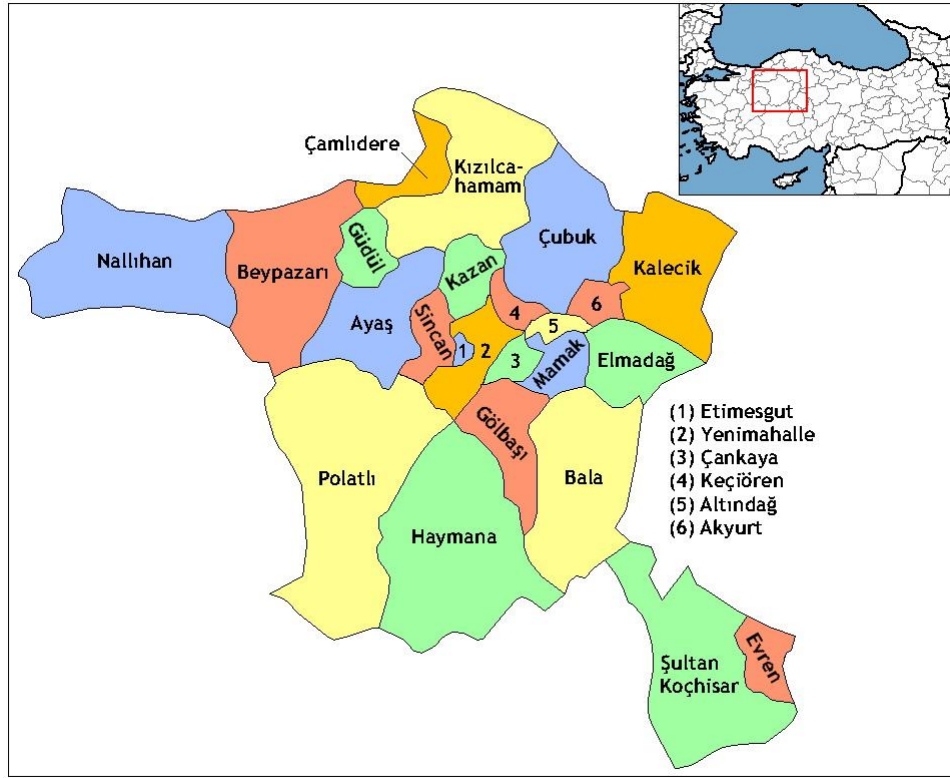 Çamlıdere
Kızılca-
hamam
Güdül
Çubuk
Nallıhan
Beypazarı
Kazan
Kalecik
Ayaş
Sincan
4
6
5
1
2
3
Mamak
Elmadağ
Gölbaşı
Polatlı
Bala
Haymana
Şultan
Koçhisar
Evren
(1) Etimesgut
(2) Yenimahalle
(3) Çankaya
(4) Keçiören
(5) Altındağ
(6) Akyurt